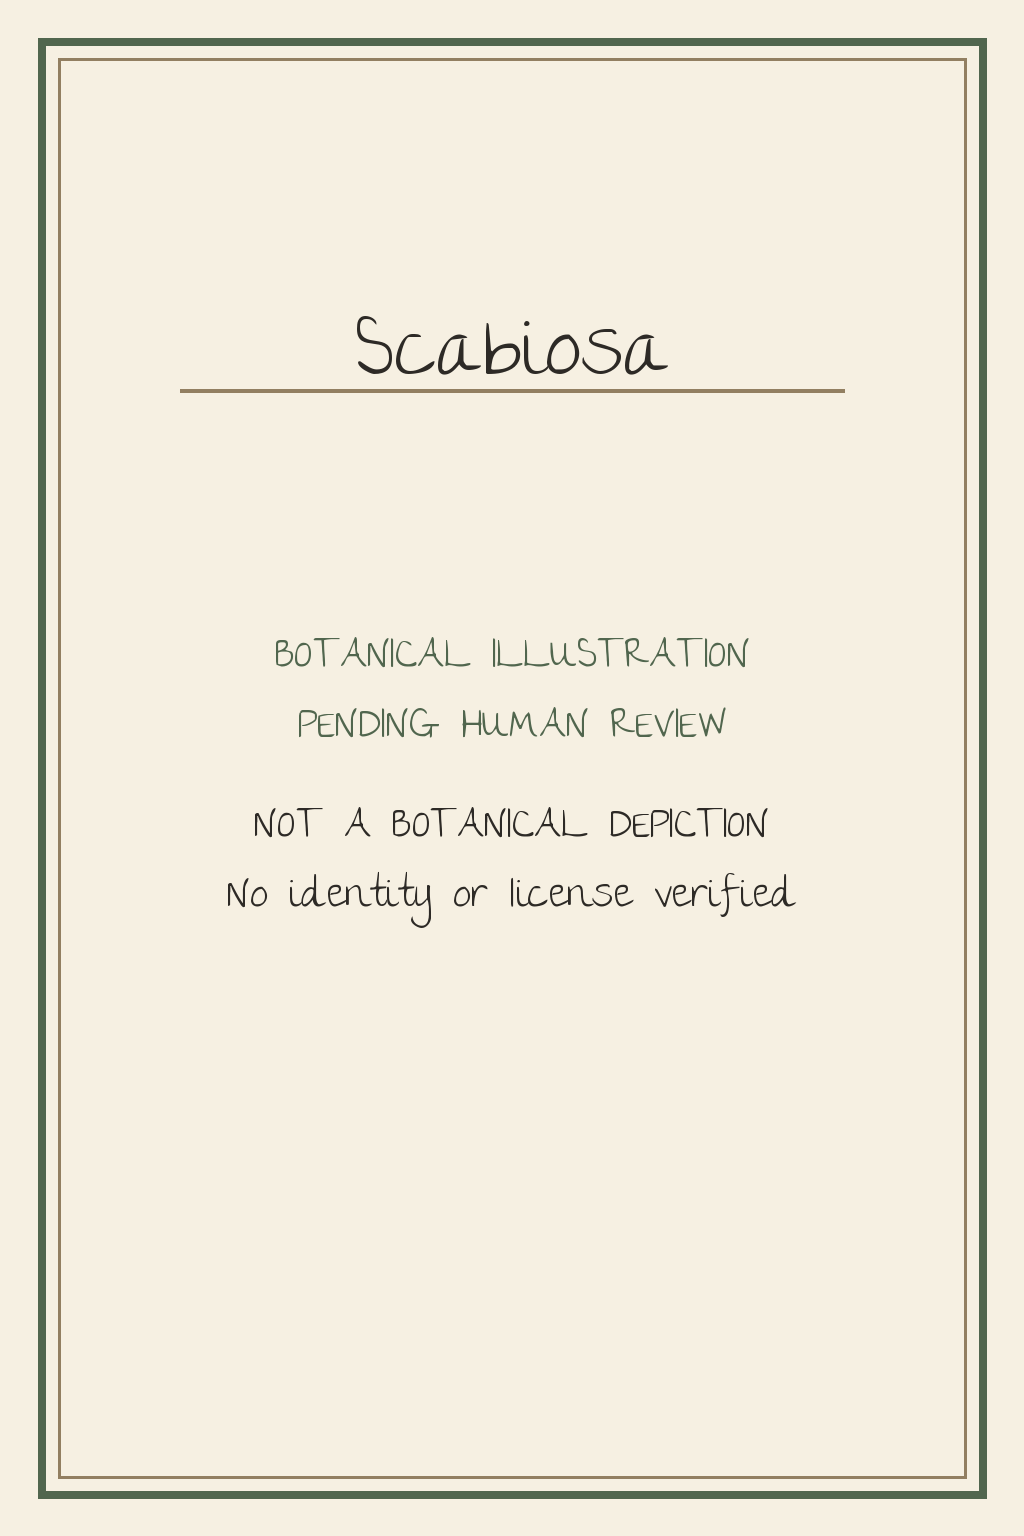 Scabiosa
BOTANICAL ILLUSTRATION
PENDING HUMAN REVIEW
NOT A BOTANICAL DEPICTION
No identity or license verified